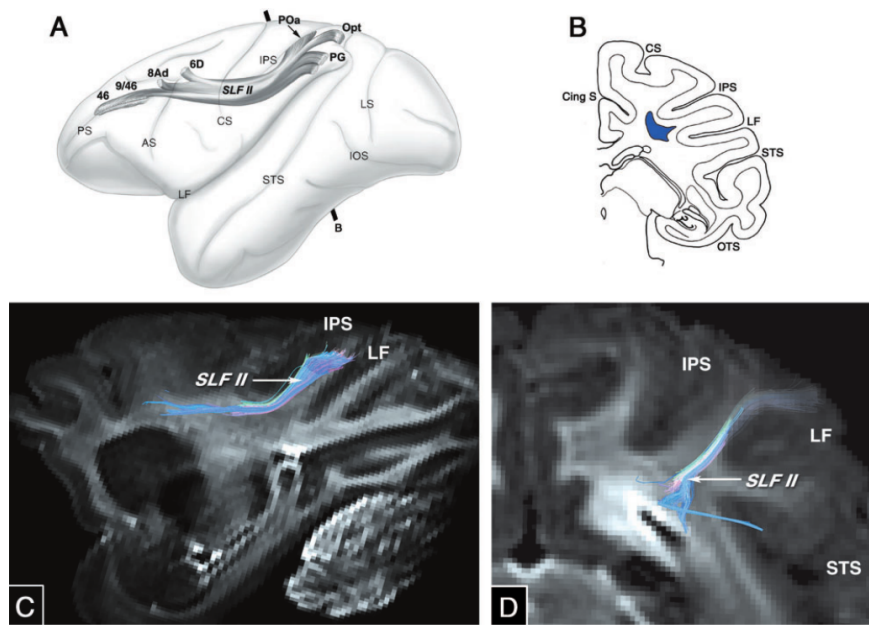 A
POa
Opt
6D
IPS
PG
8Ad
9/46
46
SLF II
LS
CS
PS
AS
IOS
STS
LF
B
B
CS
IPS
Cing S
LF
STS
OTS
IPS
LF
SLF II
C
IPS
LF
SLF II
STS
D